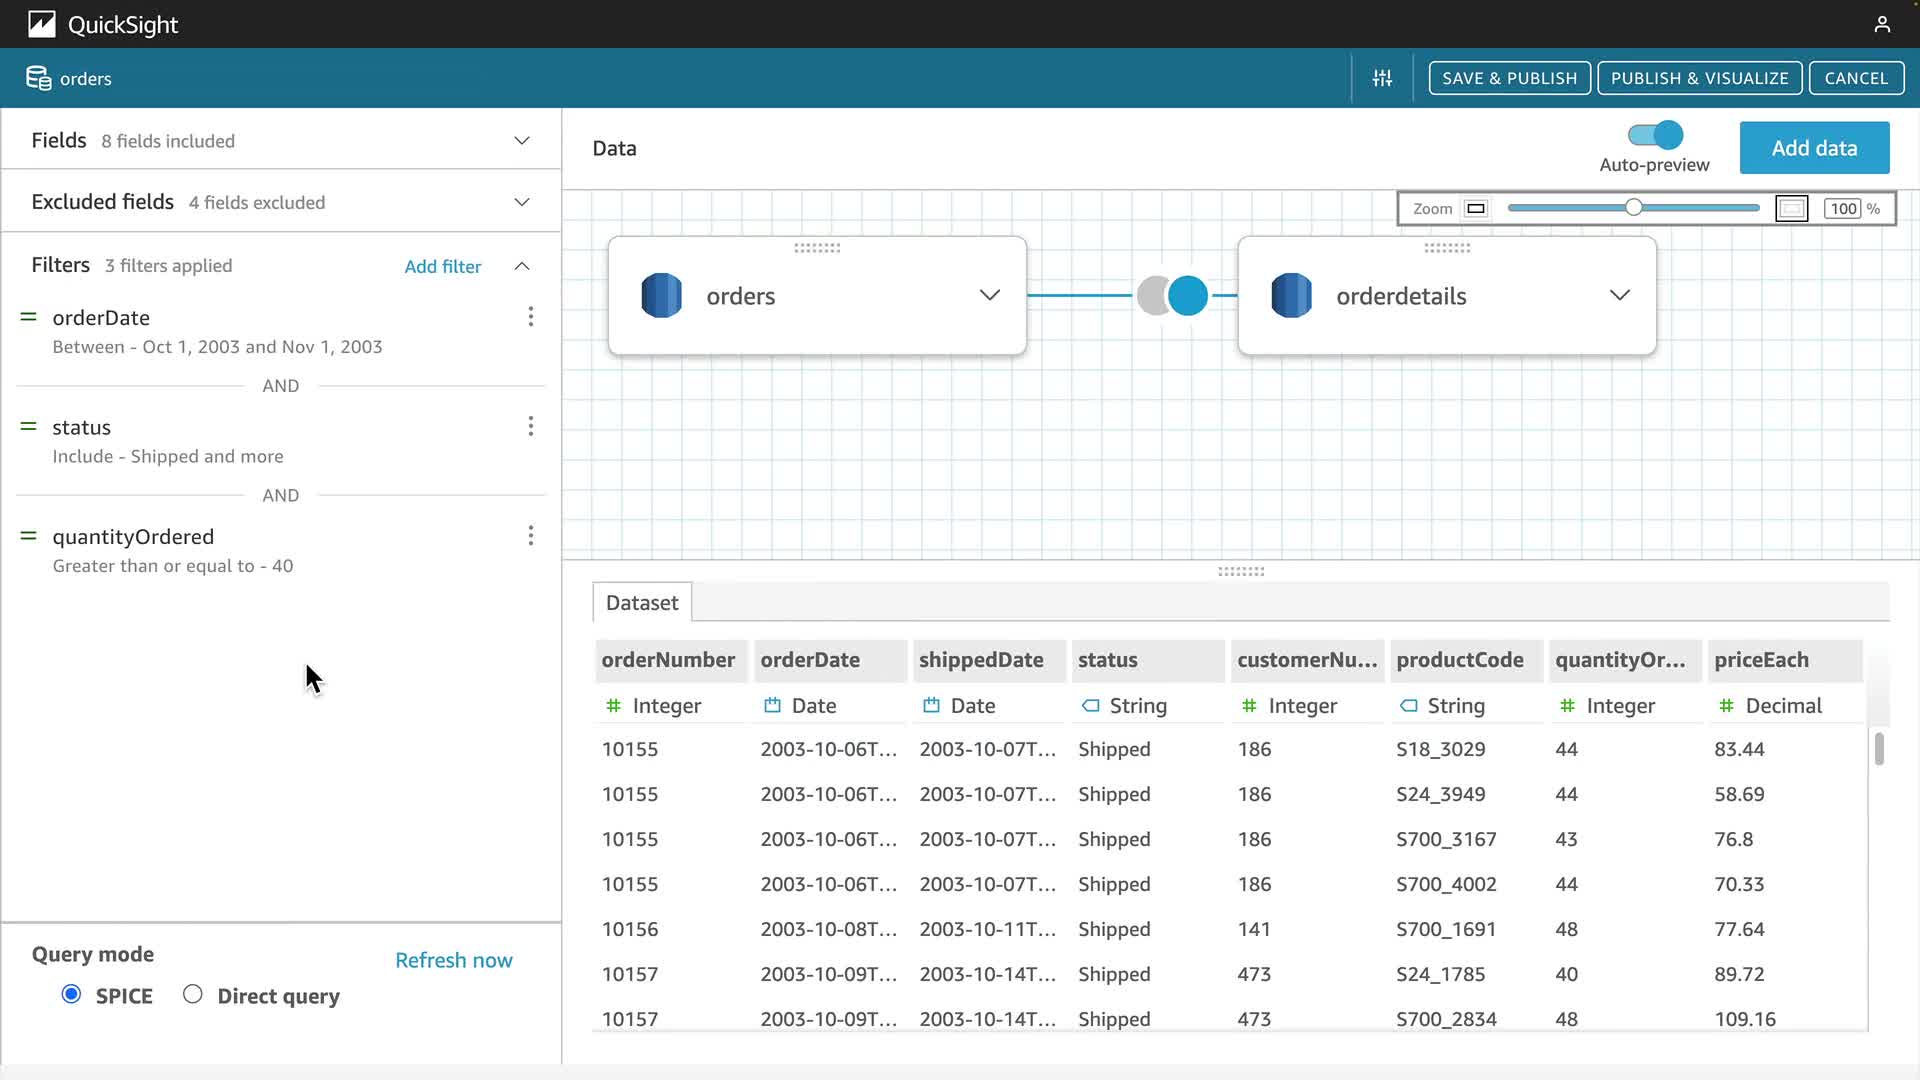 QuickSight
orders
SAVE & PUBLISH
PUBLISH & VISUALIZE
CANCEL
Fields 8 fields included
Excluded fields 4 fields excluded
Filters 3 filters applied Add filter
orderDate
Between - Oct 1, 2003 and Nov 1, 2003
AND
status
Include - Shipped and more
AND
quantityOrdered
Greater than or equal to - 40
Query mode
Refresh now
SPICE Direct query
Data
Auto-preview
Add data
Zoom 100 %
orders
orderdetails
Dataset
orderNumber orderDate shippedDate status customerNu... productCode quantityOr... priceEach
Integer Date Date String Integer String Integer Decimal
10155 2003-10-06T... 2003-10-07T... Shipped 186 S18_3029 44 83.44
10155 2003-10-06T... 2003-10-07T... Shipped 186 S24_3949 44 58.69
10155 2003-10-06T... 2003-10-07T... Shipped 186 S700_3167 43 76.8
10155 2003-10-06T... 2003-10-07T... Shipped 186 S700_4002 44 70.33
10156 2003-10-08T... 2003-10-11T... Shipped 141 S700_1691 48 77.64
10157 2003-10-09T... 2003-10-14T... Shipped 473 S24_1785 40 89.72
10157 2003-10-09T... 2003-10-14T... Shipped 473 S700_2834 48 109.16